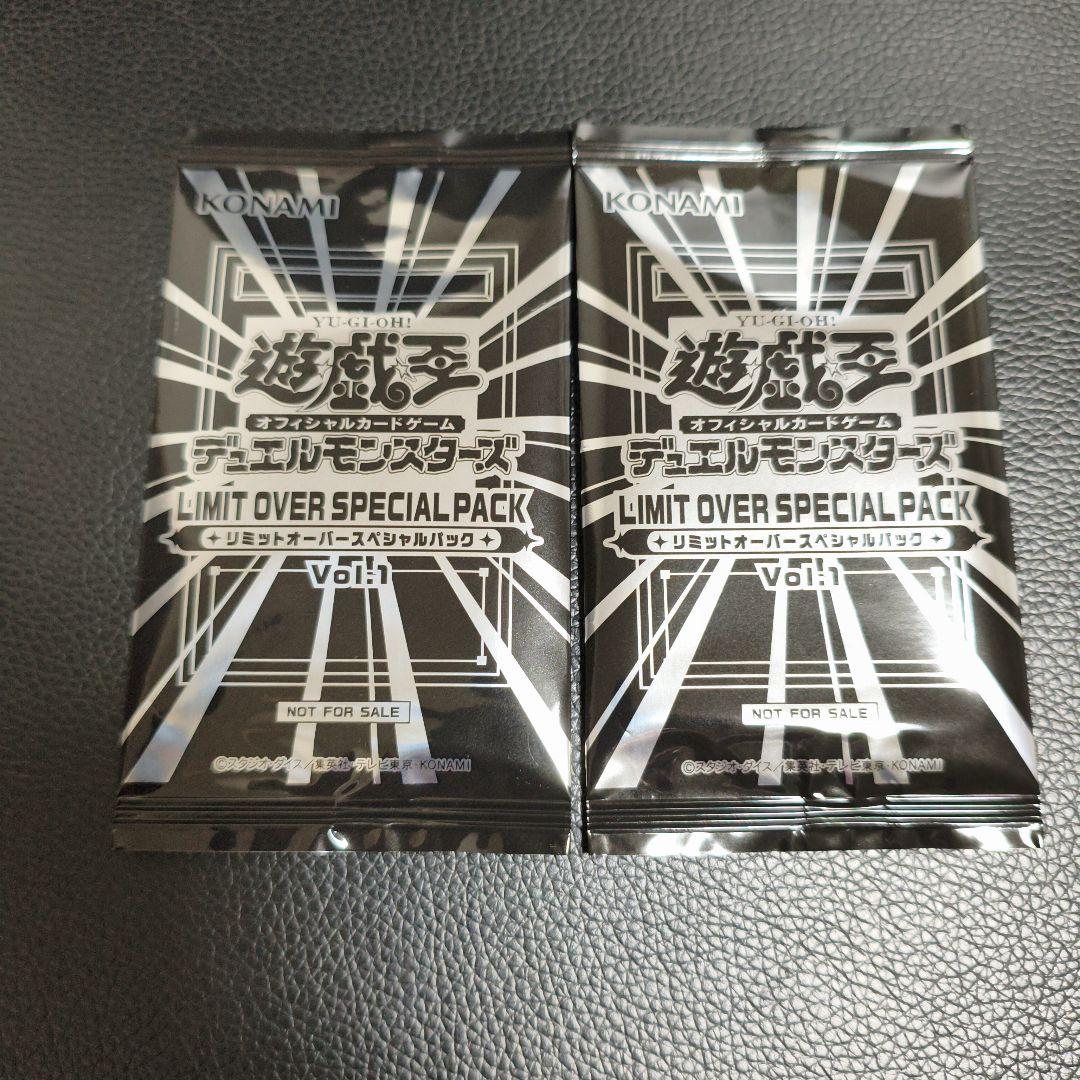 KONAMI
YU-GI-OH!
遊戯王
オフィシャルカードゲーム
デュエルモンスターズ
LIMIT OVER SPECIAL PACK
リミットオーバースペシャルパック
Vol.1
NOT FOR SALE
©スタジオ・ダイス/集英社・テレビ東京・KONAMI
KONAMI
YU-GI-OH!
遊戯王
オフィシャルカードゲーム
デュエルモンスターズ
LIMIT OVER SPECIAL PACK
リミットオーバースペシャルパック
Vol.1
NOT FOR SALE
©スタジオ・ダイス/集英社・テレビ東京・KONAMI